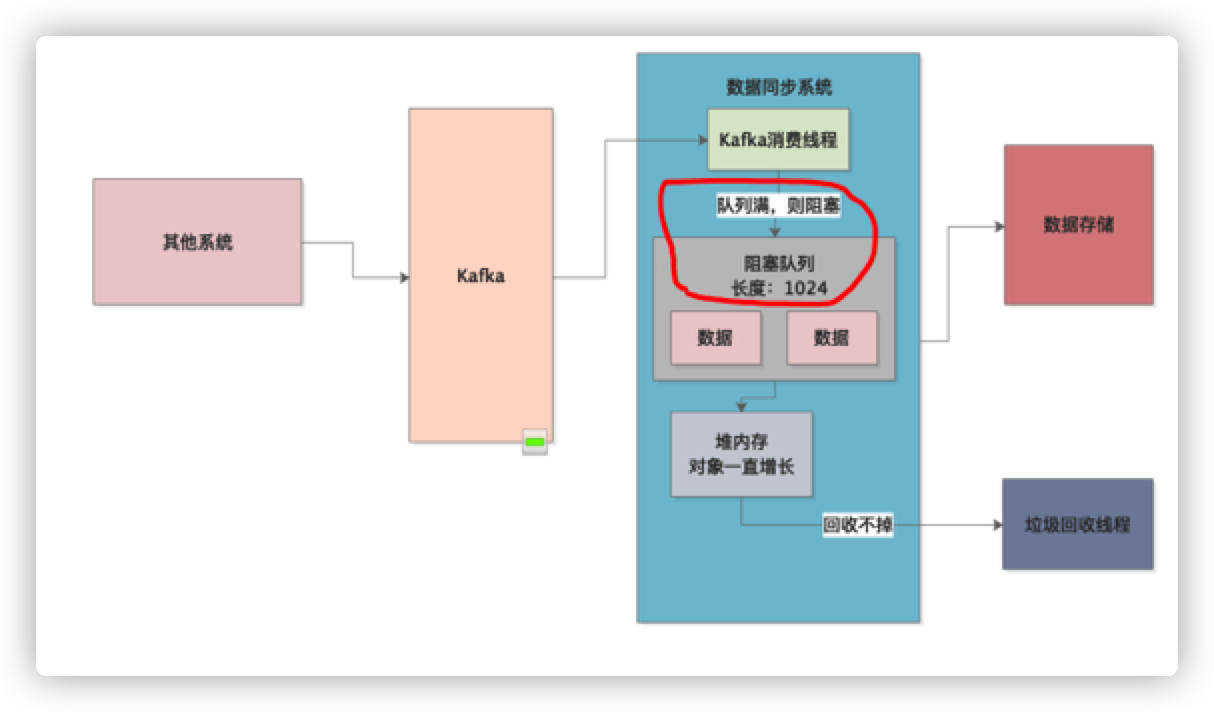 其他系统
Kafka
数据同步系统
Kafka消费线程
队列满，则阻塞
阻塞队列
长度：1024
数据
数据
堆内存
对象一直增长
回收不掉
数据存储
垃圾回收线程